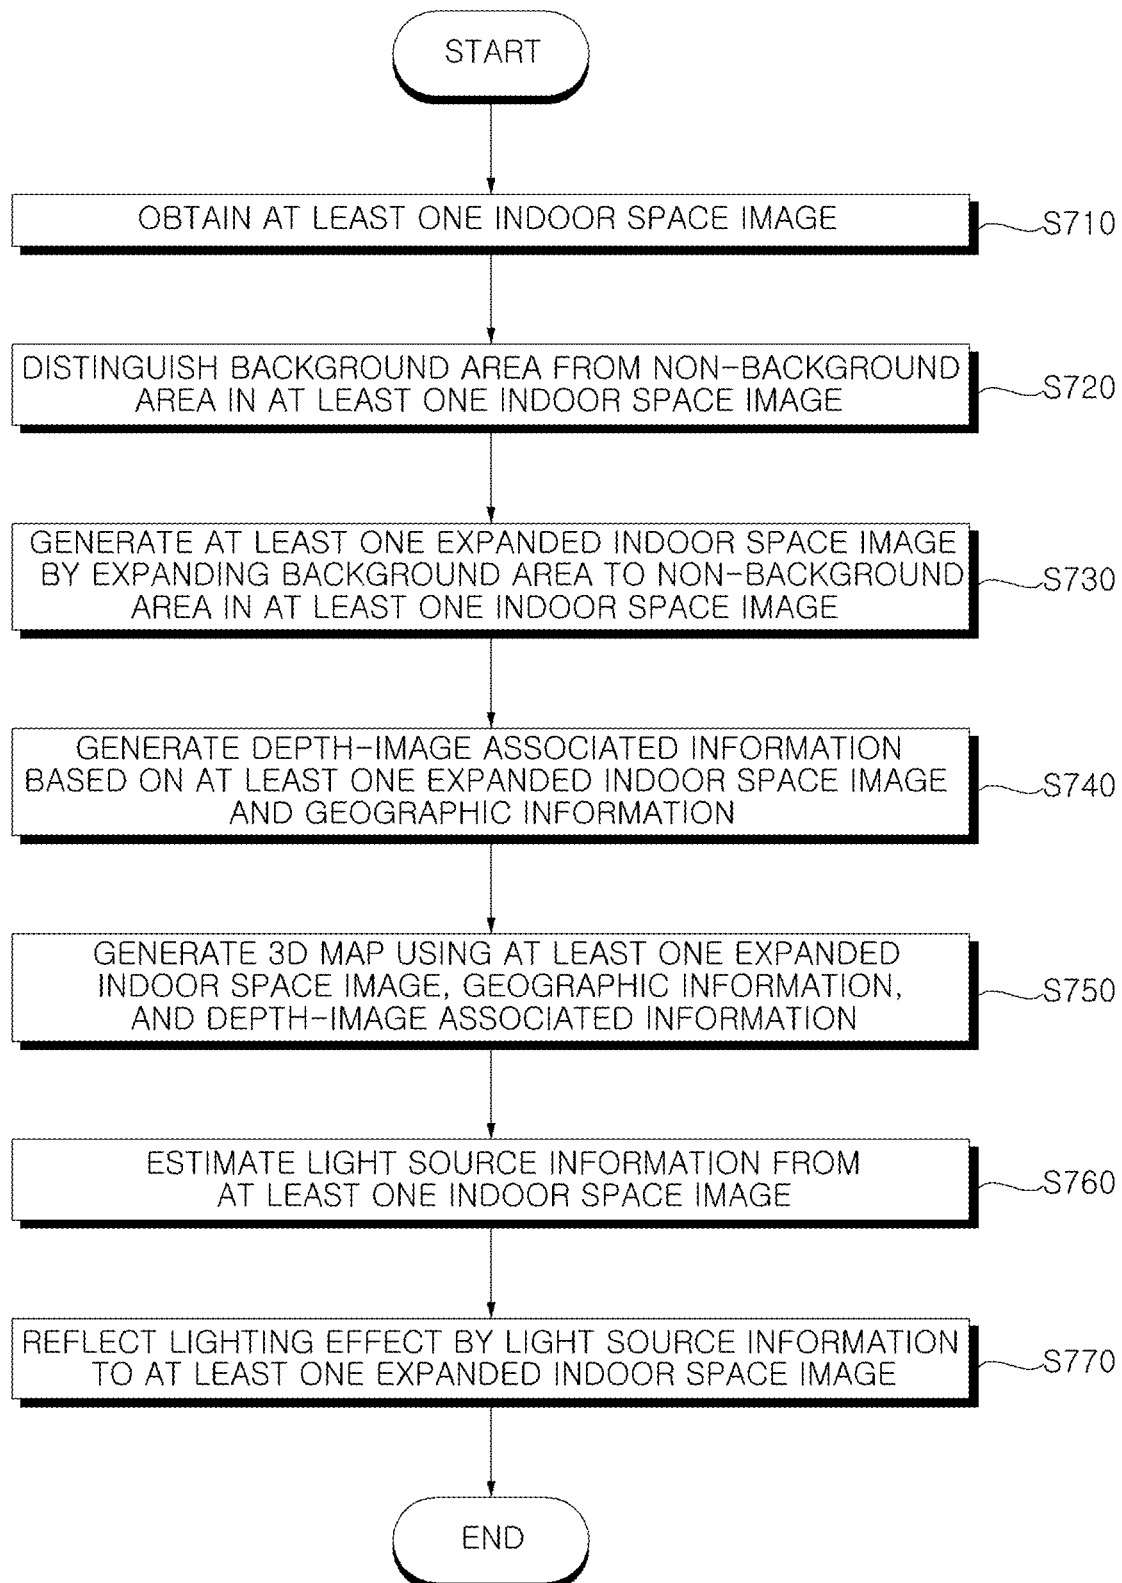 START
OBTAIN AT LEAST ONE INDOOR SPACE IMAGE
S710
DISTINGUISH BACKGROUND AREA FROM NON-BACKGROUND
AREA IN AT LEAST ONE INDOOR SPACE IMAGE
S720
GENERATE AT LEAST ONE EXPANDED INDOOR SPACE IMAGE
BY EXPANDING BACKGROUND AREA TO NON-BACKGROUND
AREA IN AT LEAST ONE INDOOR SPACE IMAGE
S730
GENERATE DEPTH-IMAGE ASSOCIATED INFORMATION
BASED ON AT LEAST ONE EXPANDED INDOOR SPACE IMAGE
AND GEOGRAPHIC INFORMATION
S740
GENERATE 3D MAP USING AT LEAST ONE EXPANDED
INDOOR SPACE IMAGE, GEOGRAPHIC INFORMATION,
AND DEPTH-IMAGE ASSOCIATED INFORMATION
S750
ESTIMATE LIGHT SOURCE INFORMATION FROM
AT LEAST ONE INDOOR SPACE IMAGE
S760
REFLECT LIGHTING EFFECT BY LIGHT SOURCE INFORMATION
TO AT LEAST ONE EXPANDED INDOOR SPACE IMAGE
S770
END